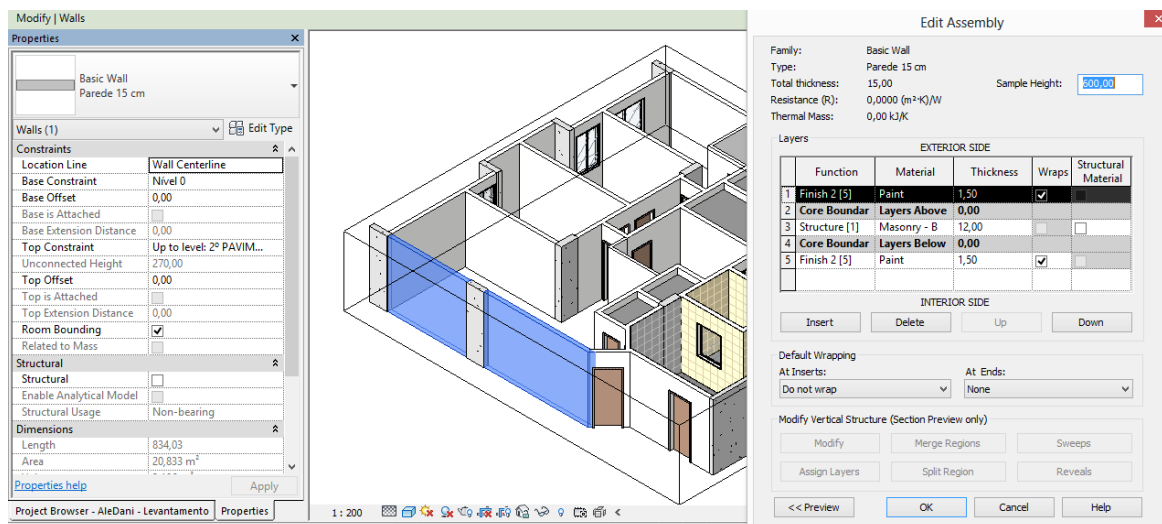 Modify | Walls
Properties
Basic Wall
Parede 15 cm
Walls (1)
Edit Type
Constraints
Location Line Wall Centerline
Base Constraint Nível 0
Base Offset 0,00
Base is Attached
Base Extension Distance 0,00
Top Constraint Up to level: 2º PAVIM...
Unconnected Height 270,00
Top Offset 0,00
Top is Attached
Top Extension Distance 0,00
Room Bounding
Related to Mass
Structural
Structural
Enable Analytical Model
Structural Usage Non-bearing
Dimensions
Length 834,03
Area 20,833 m²
Properties help Apply
Project Browser - AleDani - Levantamento Properties
1 : 200
Edit Assembly
Family: Basic Wall
Type: Parede 15 cm
Total thickness: 15,00 Sample Height: 600,00
Resistance (R): 0,0000 (m²·K)/W
Thermal Mass: 0,00 kJ/K
Layers
EXTERIOR SIDE
Function Material Thickness Wraps Structural Material
1 Finish 2 [5] Paint 1,50
2 Core Boundar Layers Above 0,00
3 Structure [1] Masonry - B 12,00
4 Core Boundar Layers Below 0,00
5 Finish 2 [5] Paint 1,50
INTERIOR SIDE
Insert Delete Up Down
Default Wrapping
At Inserts: At Ends:
Do not wrap None
Modify Vertical Structure (Section Preview only)
Modify Merge Regions Sweeps
Assign Layers Split Region Reveals
<< Preview OK Cancel Help